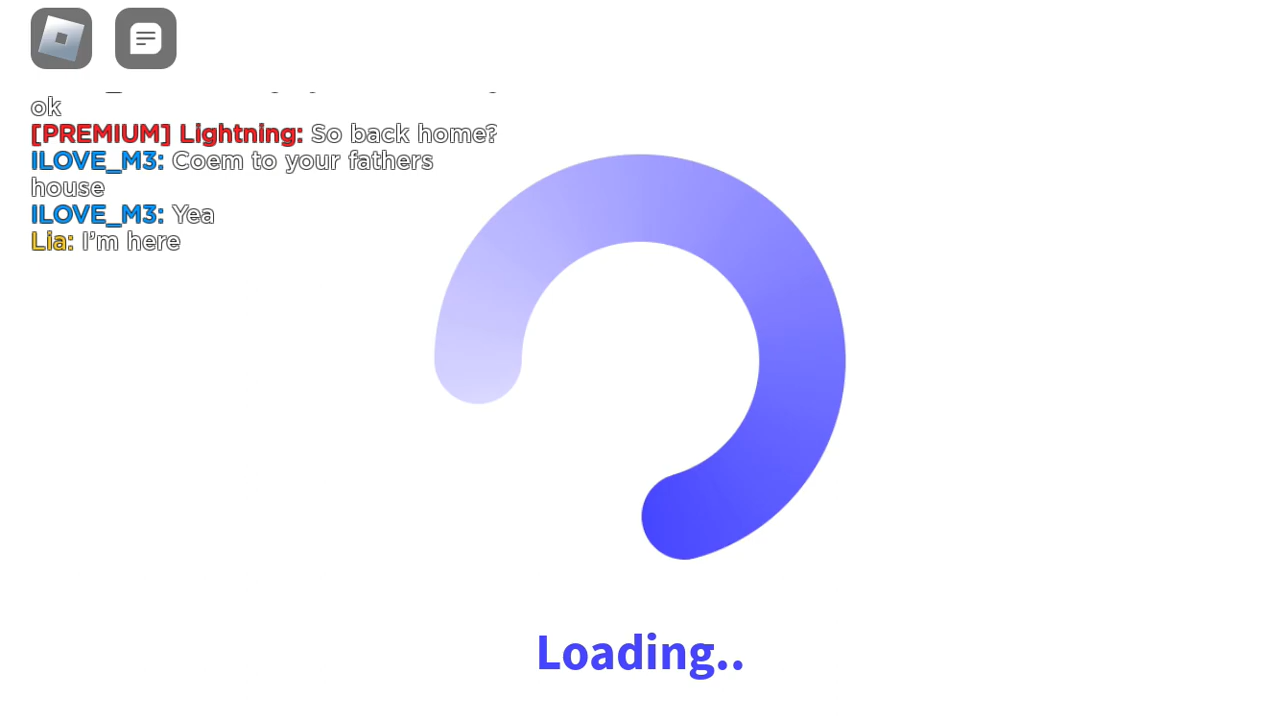 ok
[PREMIUM] Lightning: So back home?
ILOVE_M3: Coem to your fathers
house
ILOVE_M3: Yea
Lia: I'm here
Loading..